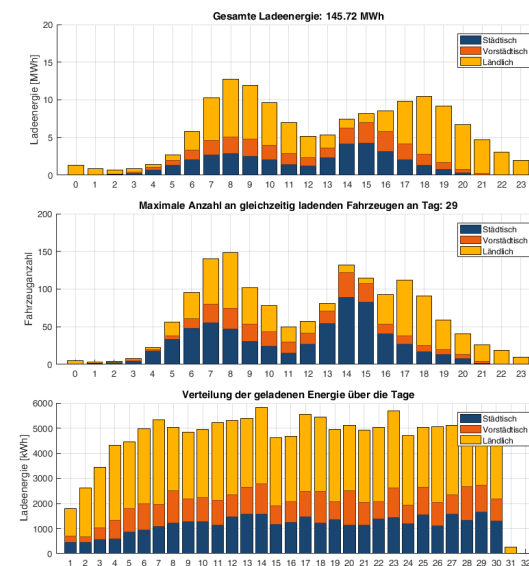 Gesamte Ladeenergie: 145.72 MWh
20
15
10
5
0
Ladeenergie [MWh]
Städtisch
Vorstädtisch
Ländlich
0 1 2 3 4 5 6 7 8 9 10 11 12 13 14 15 16 17 18 19 20 21 22 23
Maximale Anzahl an gleichzeitig ladenden Fahrzeugen an Tag: 29
200
150
100
50
0
Fahrzeuganzahl
Städtisch
Vorstädtisch
Ländlich
0 1 2 3 4 5 6 7 8 9 10 11 12 13 14 15 16 17 18 19 20 21 22 23
Verteilung der geladenen Energie über die Tage
6000
5000
4000
3000
2000
1000
0
Ladeenergie [kWh]
Städtisch
Vorstädtisch
Ländlich
1 2 3 4 5 6 7 8 9 10 11 12 13 14 15 16 17 18 19 20 21 22 23 24 25 26 27 28 29 30 31 32